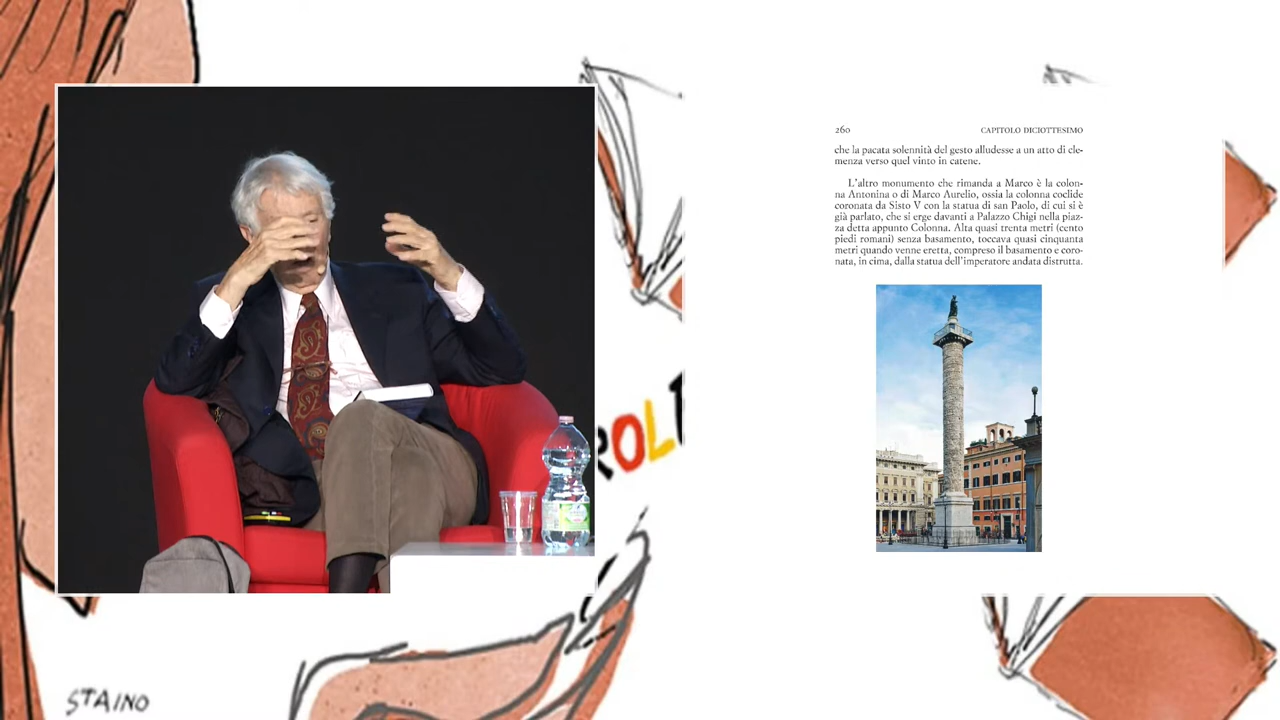 ROLI
260 CAPITOLO DICIOTTESIMO
che la pacata solennità del gesto alludesse a un atto di cle-
menza verso quel vinto in catene.
L'altro monumento che rimanda a Marco è la colon-
na Antonina o di Marco Aurelio, ossia la colonna coclide
coronata da Sisto V con la statua di san Paolo, di cui si è
già parlato, che si erge davanti a Palazzo Chigi nella piaz-
za detta appunto Colonna. Alta quasi trenta metri (cento
piedi romani) senza basamento, toccava quasi cinquanta
metri quando venne eretta, compreso il basamento e coro-
nata, in cima, dalla statua dell'imperatore andata distrutta.
STAINO